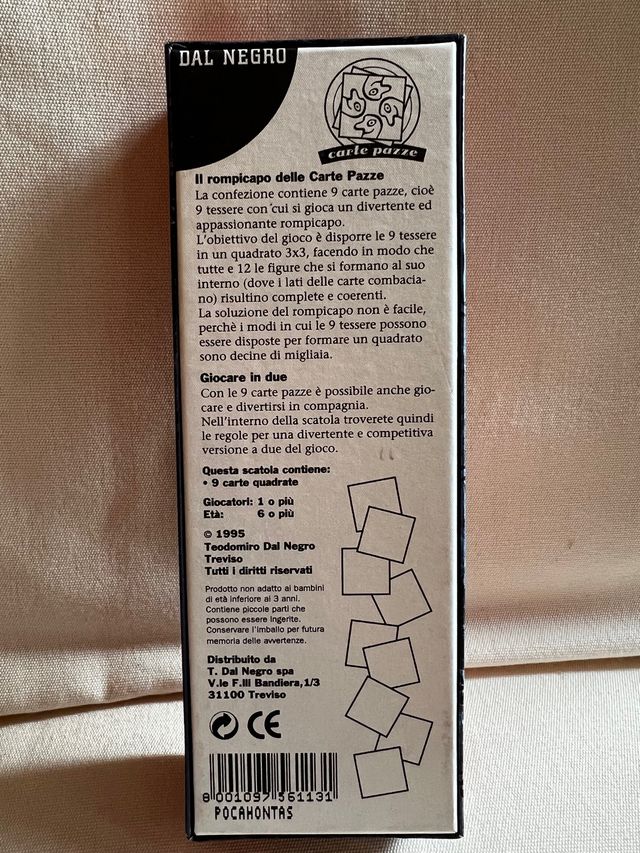 DAL NEGRO
carte pazze
Il rompicapo delle Carte Pazze
La confezione contiene 9 carte pazze, cioè
9 tessere con cui si gioca un divertente ed
appassionante rompicapo.
L'obiettivo del gioco è disporre le 9 tessere
in un quadrato 3x3, facendo in modo che
tutte e 12 le figure che si formano al suo
interno (dove i lati delle carte combacia-
no) risultino complete e coerenti.
La soluzione del rompicapo non è facile,
perchè i modi in cui le 9 tessere possono
essere disposte per formare un quadrato
sono decine di migliaia.
Giocare in due
Con le 9 carte pazze è possibile anche gio-
care e divertirsi in compagnia.
Nell'interno della scatola troverete quindi
le regole per una divertente e competitiva
versione a due del gioco.
Questa scatola contiene:
• 9 carte quadrate
Giocatori: 1 o più
Età: 6 o più
© 1995
Teodomiro Dal Negro
Treviso
Tutti i diritti riservati
Prodotto non adatto ai bambini
di età inferiore ai 3 anni.
Contiene piccole parti che
possono essere ingerite.
Conservare l'imballo per futura
memoria delle avvertenze.
Distribuito da
T. Dal Negro spa
V.le F.lli Bandiera,1/3
31100 Treviso
CE
8 001097 561131
POCAHONTAS